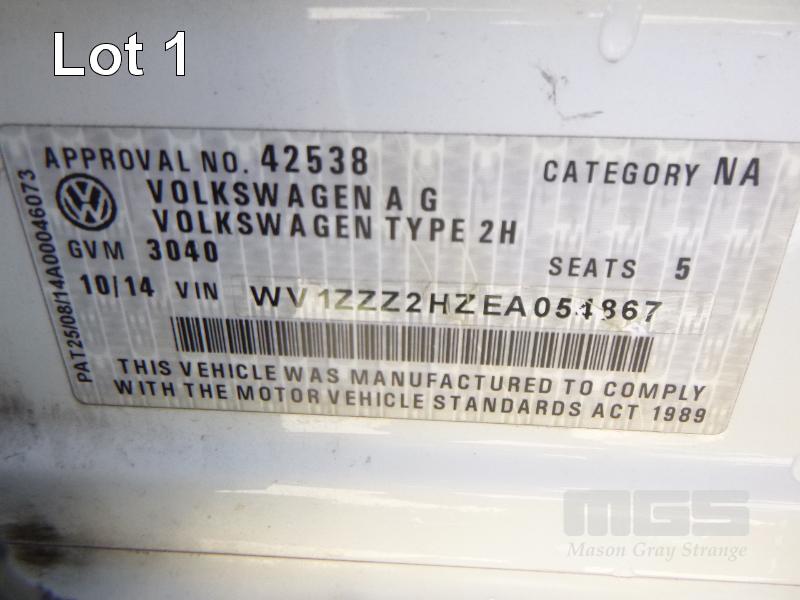 Lot 1
APPROVAL NO. 42538 CATEGORY NA
VOLKSWAGEN A G
VOLKSWAGEN TYPE 2H
GVM 3040 SEATS 5
10/14 VIN WV1ZZZ2HZEA054867
THIS VEHICLE WAS MANUFACTURED TO COMPLY
WITH THE MOTOR VEHICLE STANDARDS ACT 1989
PAT25/08/14A00046073
MGS
Mason Gray Strange